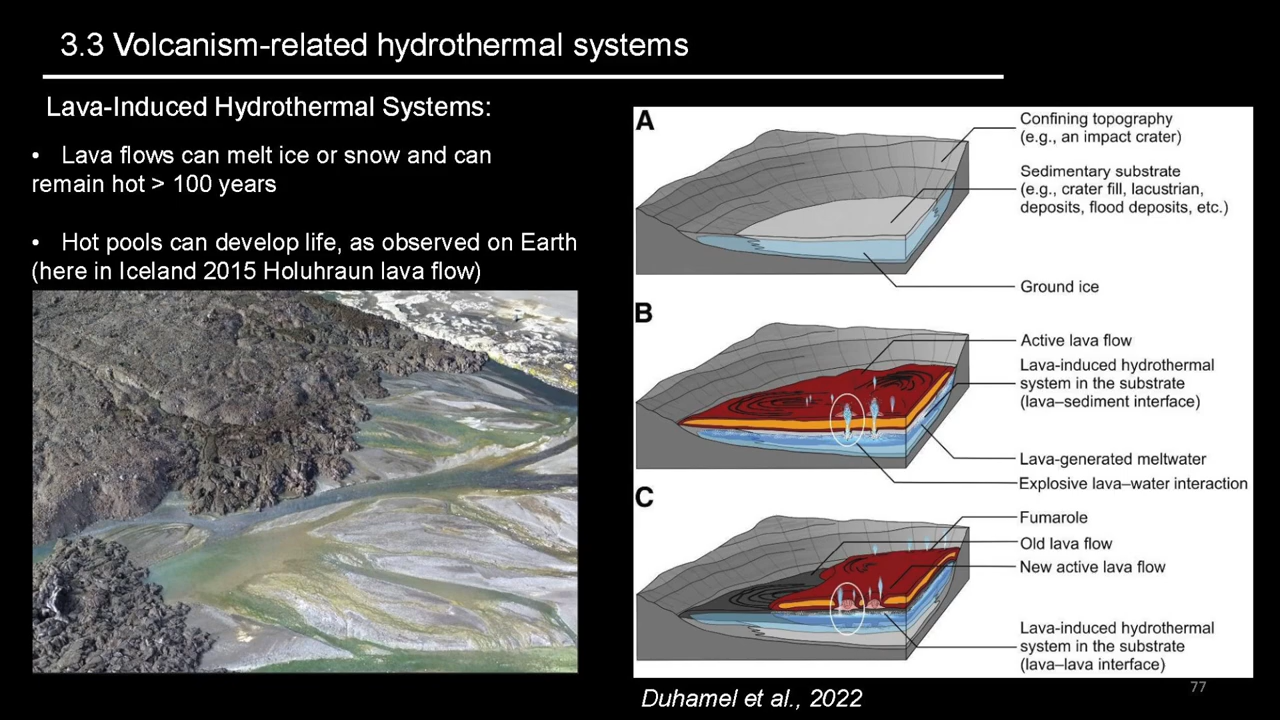 3.3 Volcanism-related hydrothermal systems
Lava-Induced Hydrothermal Systems:
• Lava flows can melt ice or snow and can
remain hot > 100 years
• Hot pools can develop life, as observed on Earth
(here in Iceland 2015 Holuhraun lava flow)
A
Confining topography
(e.g., an impact crater)
Sedimentary substrate
(e.g., crater fill, lacustrian,
deposits, flood deposits, etc.)
Ground ice
B
Active lava flow
Lava-induced hydrothermal
system in the substrate
(lava–sediment interface)
Lava-generated meltwater
Explosive lava–water interaction
C
Fumarole
Old lava flow
New active lava flow
Lava-induced hydrothermal
system in the substrate
(lava–lava interface)
Duhamel et al., 2022
77